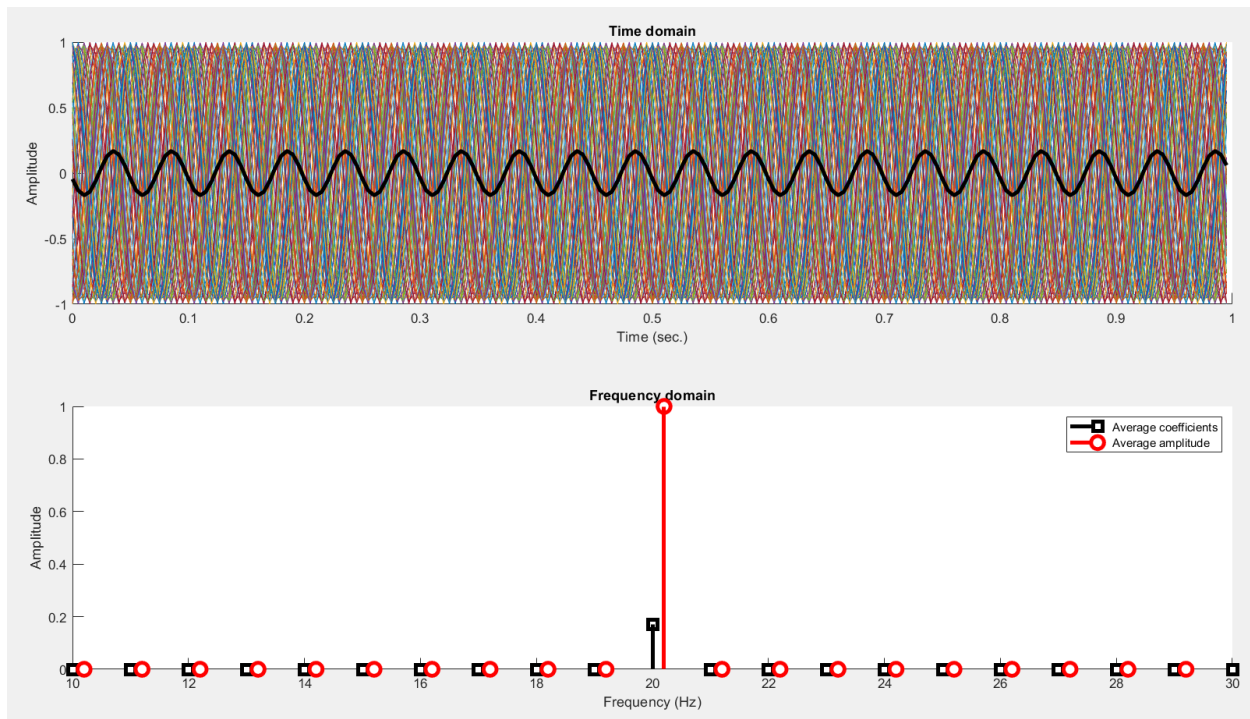 Time domain
1
0.5
0
-0.5
-1
Amplitude
0 0.1 0.2 0.3 0.4 0.5 0.6 0.7 0.8 0.9 1
Time (sec.)
Frequency domain
1
0.8
0.6
0.4
0.2
0
Amplitude
Average coefficients
Average amplitude
10 12 14 16 18 20 22 24 26 28 30
Frequency (Hz)